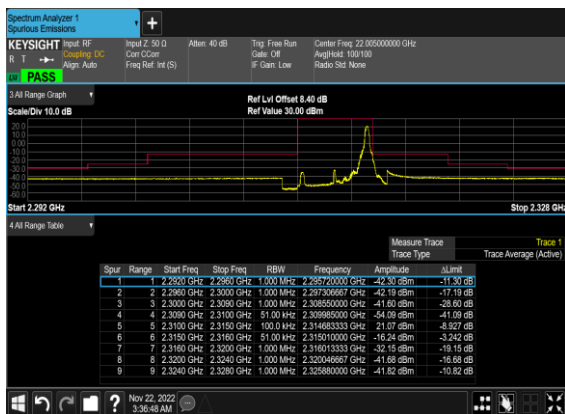 Spectrum Analyzer 1
Spurious Emissions
KEYSIGHT Input: RF Input Z: 50 Ω Atten: 40 dB Trig: Free Run Center Freq: 22.005000000 GHz
R T Coupling: DC Corr CCorr Gate: Off Avg|Hold: 100/100
Align: Auto Freq Ref: Int (S) IF Gain: Low Radio Std: None
PASS
3 All Range Graph
Ref Lvl Offset 8.40 dB
Scale/Div 10.0 dB Ref Value 30.00 dBm
20.0
10.0
0.00
-10.0
-20.0
-30.0
-40.0
-50.0
-60.0
Start 2.292 GHz Stop 2.328 GHz
4 All Range Table
Measure Trace Trace 1
Trace Type Trace Average (Active)
Spur Range Start Freq Stop Freq RBW Frequency Amplitude ΔLimit
1 1 2.2920 GHz 2.2960 GHz 1.000 MHz 2.295720000 GHz -42.30 dBm -11.30 dB
2 2 2.2960 GHz 2.3000 GHz 1.000 MHz 2.297306667 GHz -42.19 dBm -17.19 dB
3 3 2.3000 GHz 2.3090 GHz 1.000 MHz 2.308550000 GHz -41.60 dBm -28.60 dB
4 4 2.3090 GHz 2.3100 GHz 51.00 kHz 2.309985000 GHz -54.09 dBm -41.09 dB
5 5 2.3100 GHz 2.3150 GHz 100.0 kHz 2.314683333 GHz 21.07 dBm -8.927 dB
6 6 2.3150 GHz 2.3160 GHz 51.00 kHz 2.315010000 GHz -16.24 dBm -3.242 dB
7 7 2.3160 GHz 2.3200 GHz 1.000 MHz 2.316013333 GHz -32.15 dBm -19.15 dB
8 8 2.3200 GHz 2.3240 GHz 1.000 MHz 2.320046667 GHz -41.68 dBm -16.68 dB
9 9 2.3240 GHz 2.3280 GHz 1.000 MHz 2.325880000 GHz -41.82 dBm -10.82 dB
? Nov 22, 2022
3:36:48 AM